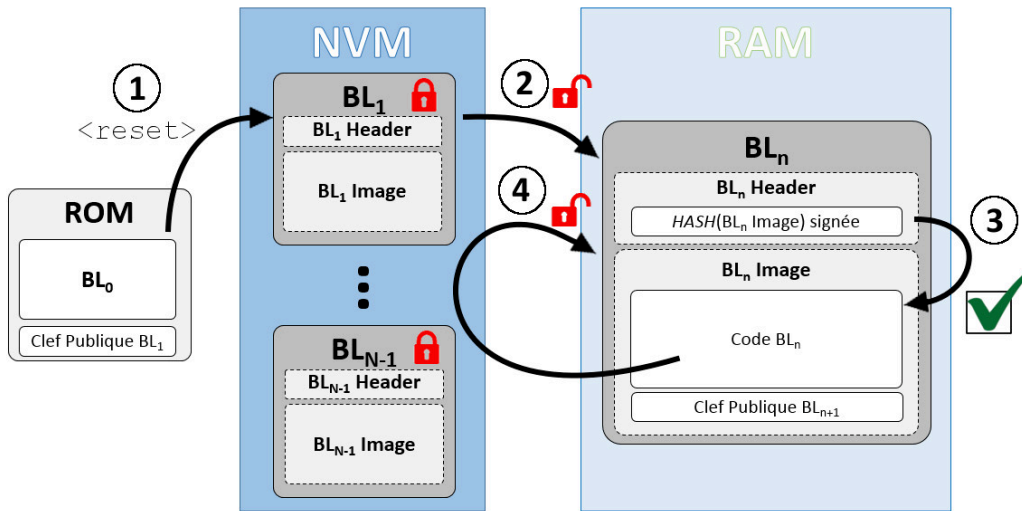 NVM
RAM
1
<reset>
BL1
BL1 Header
BL1 Image
2
4
BLn
BLn Header
HASH(BLn Image) signée
3
BLn Image
Code BLn
Clef Publique BLn+1
ROM
BL0
Clef Publique BL1
BLN-1
BLN-1 Header
BLN-1 Image